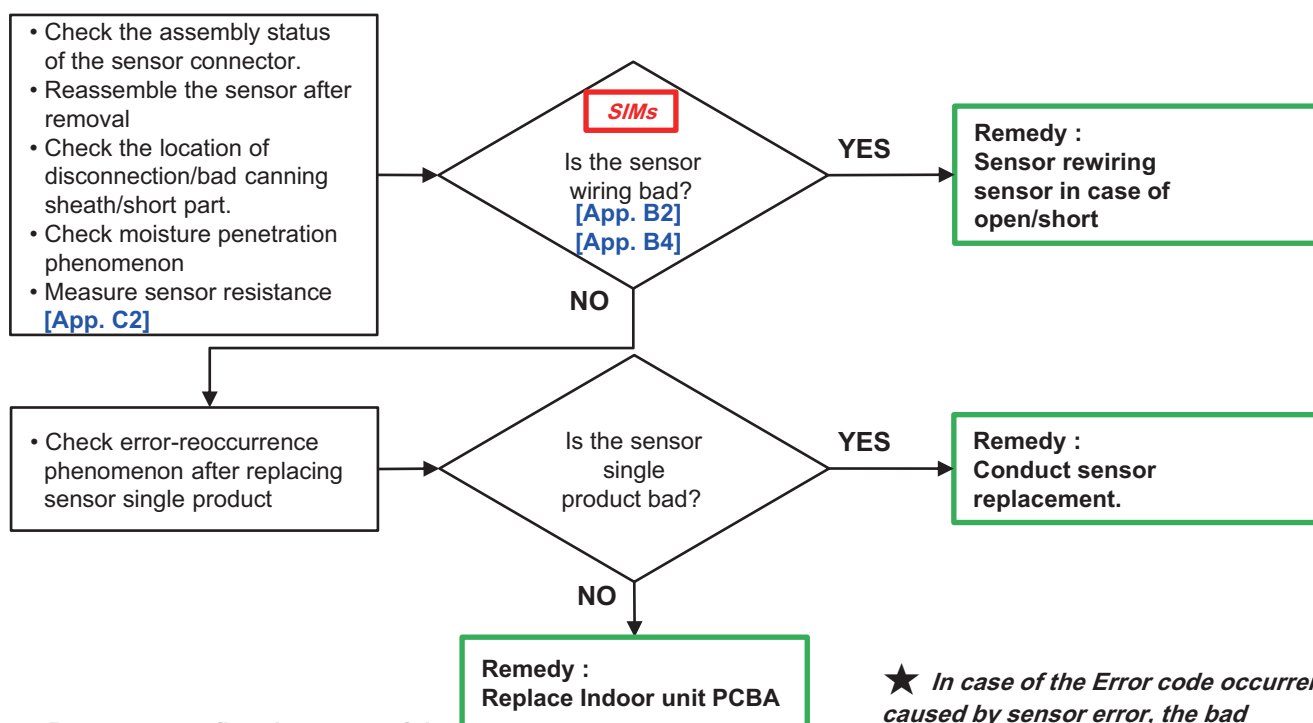 • Check the assembly status
of the sensor connector.
• Reassemble the sensor after
removal
• Check the location of
disconnection/bad canning
sheath/short part.
• Check moisture penetration
phenomenon
• Measure sensor resistance
[App. C2]
SIMs
Is the sensor
wiring bad?
[App. B2]
[App. B4]
YES
Remedy :
Sensor rewiring
sensor in case of
open/short
NO
• Check error-reoccurrence
phenomenon after replacing
sensor single product
Is the sensor
single
product bad?
YES
Remedy :
Conduct sensor
replacement.
NO
Remedy :
Replace Indoor unit PCBA
★ In case of the Error code
caused by sensor error, the bad